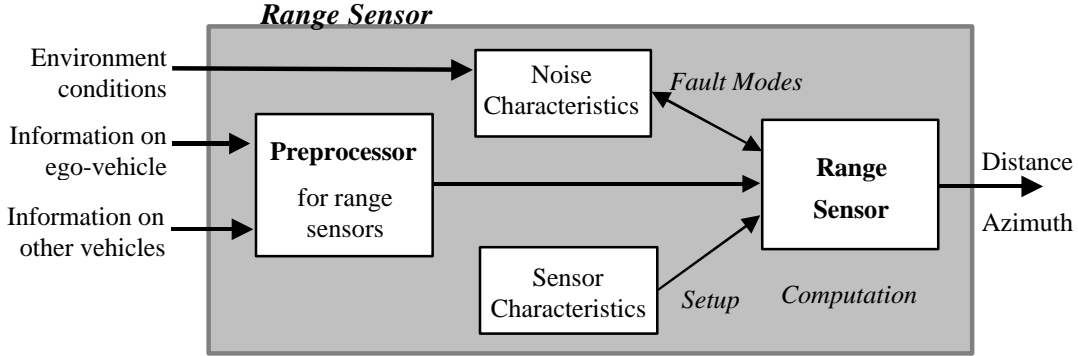 Range Sensor
Environment
conditions
Noise
Characteristics
Fault Modes
Information on
ego-vehicle
Preprocessor
for range
sensors
Range
Sensor
Distance
Azimuth
Information on
other vehicles
Sensor
Characteristics
Setup
Computation